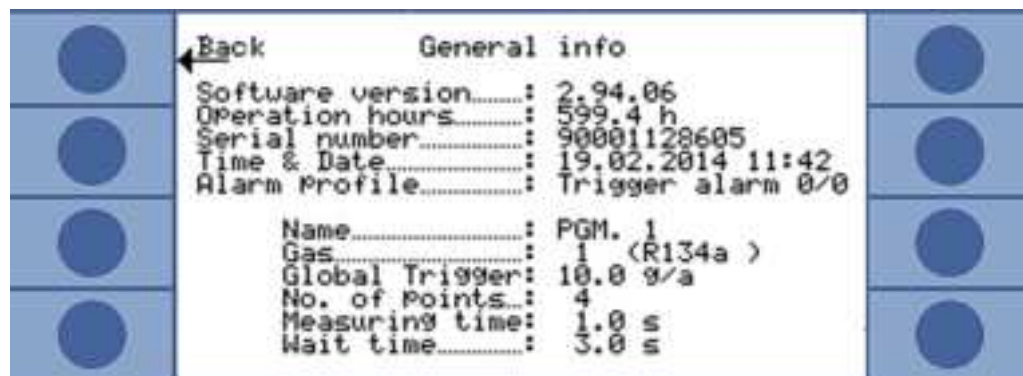 Back General info
Software version……: 2.94.06
Operation hours……: 599.4 h
Serial number……: 90001128605
Time & Date……: 19.02.2014 11:42
Alarm Profile……: Trigger alarm 0/0
Name……: PGM. 1
Gas……: 1 (R134a )
Global Trigger: 10.0 g/a
No. of Points…: 4
Measuring time: 1.0 s
Wait time……: 3.0 s